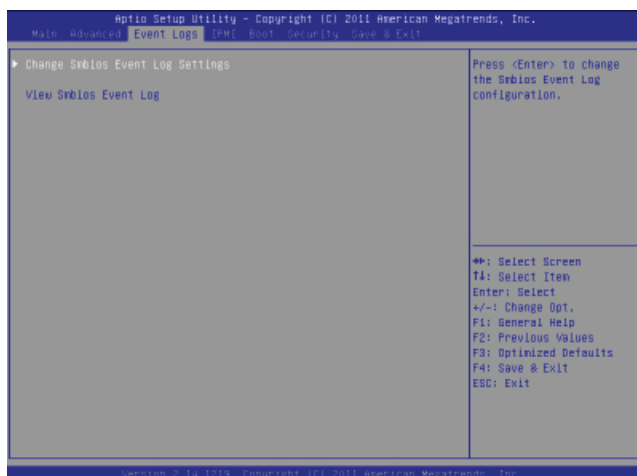 Aptio Setup Utility - Copyright (C) 2011 American Megatrends, Inc.
Main Advanced Event Logs IPMI Boot Security Save & Exit
Change Smbios Event Log Settings
View Smbios Event Log
Press <Enter> to change
the Smbios Event Log
configuration.
: Select Screen
↑↓: Select Item
Enter: Select
+/-: Change Opt.
F1: General Help
F2: Previous Values
F3: Optimized Defaults
F4: Save & Exit
ESC: Exit
Version 2.14.1219. Copyright (C) 2011 American Megatrends, Inc.